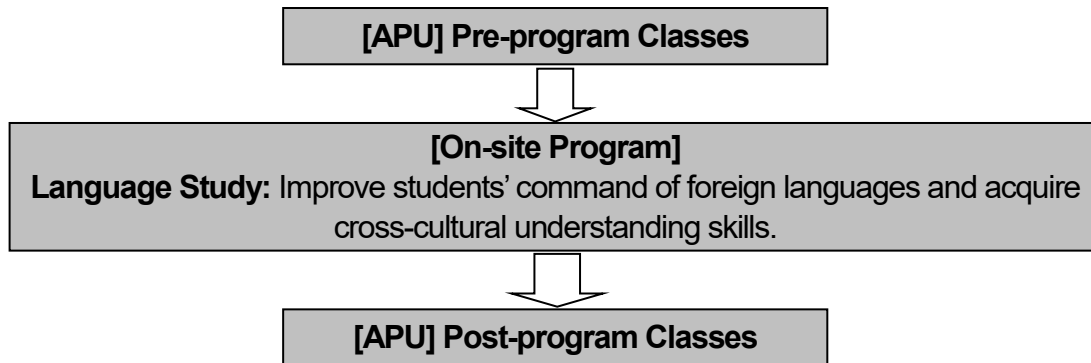 [APU] Pre-program Classes
[On-site Program]
Language Study: Improve students’ command of foreign languages and acquire
cross-cultural understanding skills.
[APU] Post-program Classes